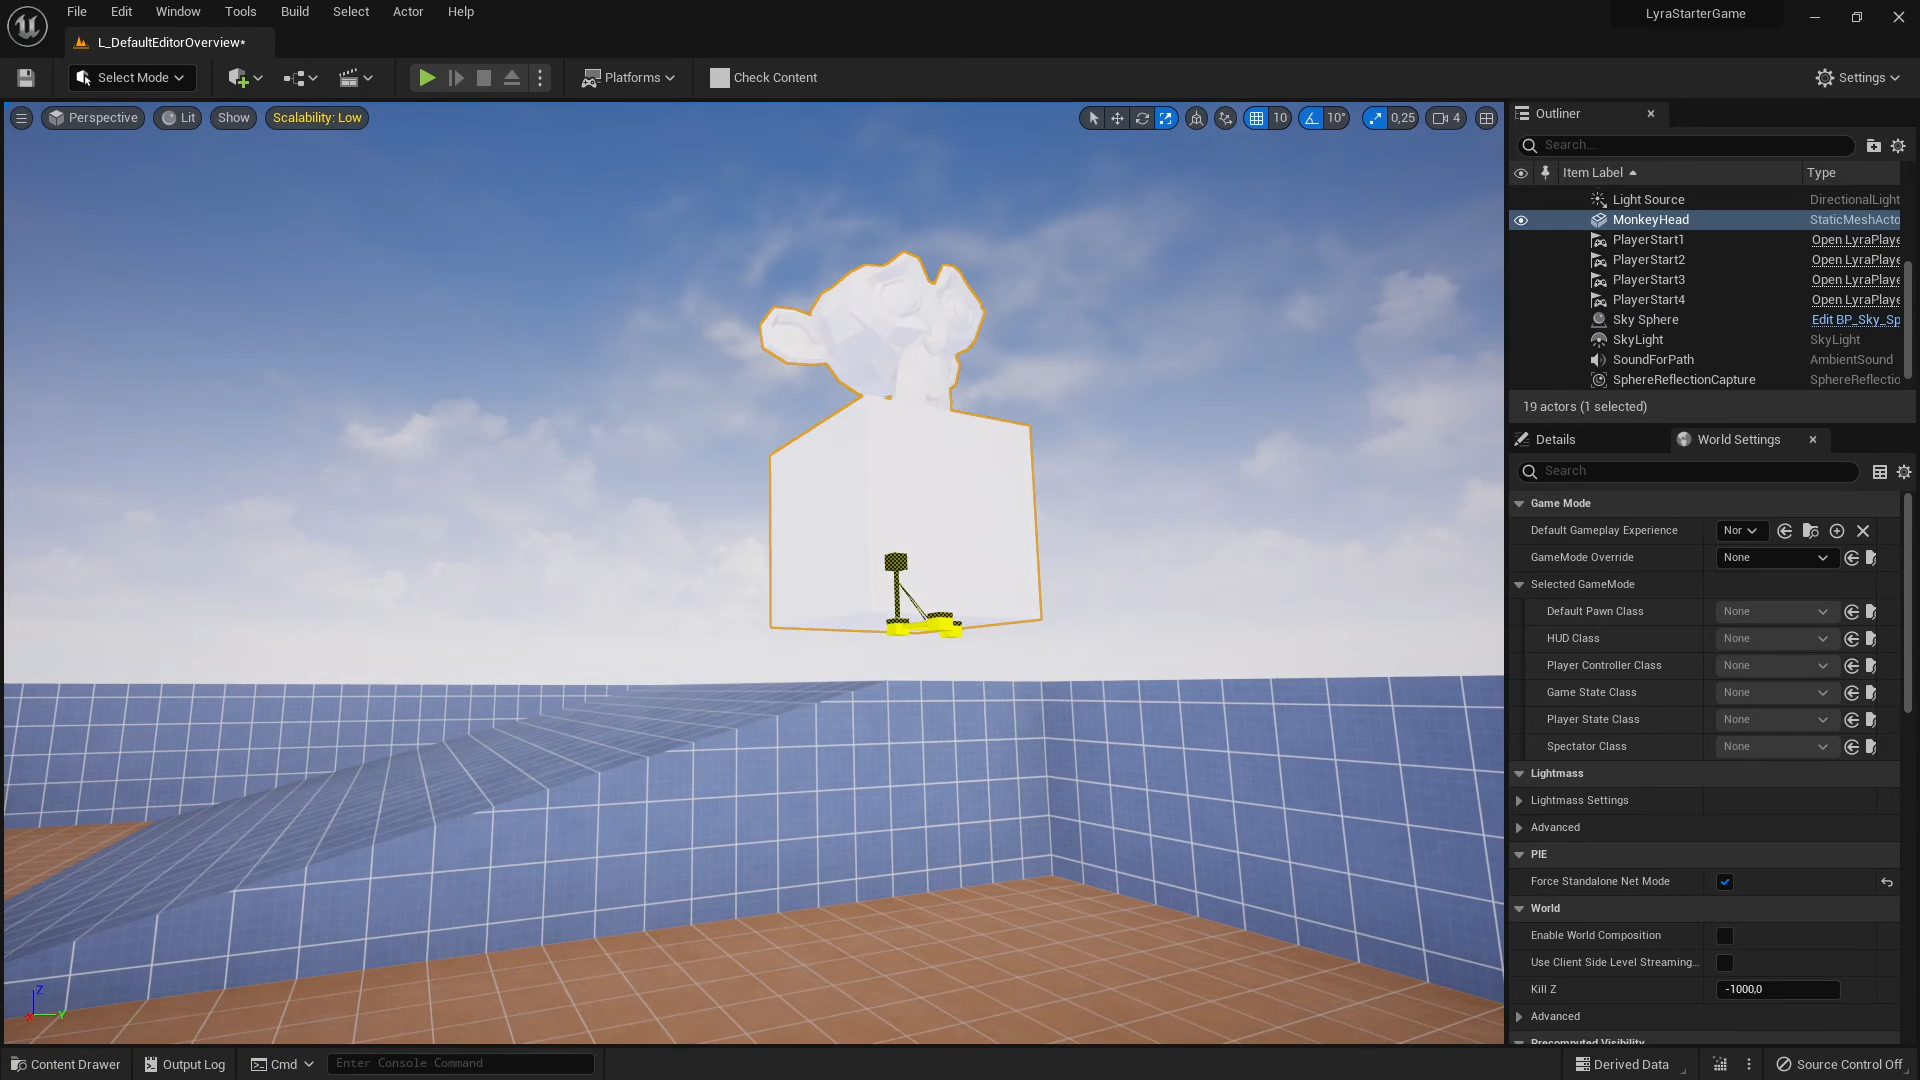 File Edit Window Tools Build Select Actor Help
LyraStarterGame
L_DefaultEditorOverview*
Select Mode
Platforms
Check Content
Settings
Perspective
Lit
Show
Scalability: Low
10
10°
0,25
4
Outliner
Search...
Item Label
Type
Light Source DirectionalLight
MonkeyHead StaticMeshActo
PlayerStart1 Open LyraPlaye
PlayerStart2 Open LyraPlaye
PlayerStart3 Open LyraPlaye
PlayerStart4 Open LyraPlaye
Sky Sphere Edit BP_Sky_Sp
SkyLight SkyLight
SoundForPath AmbientSound
SphereReflectionCapture SphereReflectio
19 actors (1 selected)
Details
World Settings
Search
Game Mode
Default Gameplay Experience Nor
GameMode Override None
Selected GameMode
Default Pawn Class None
HUD Class None
Player Controller Class None
Game State Class None
Player State Class None
Spectator Class None
Lightmass
Lightmass Settings
Advanced
PIE
Force Standalone Net Mode
World
Enable World Composition
Use Client Side Level Streaming...
Kill Z -1000,0
Advanced
Precomputed Visibility
Z
X
Y
Content Drawer
Output Log
Cmd
Enter Console Command
Derived Data
Source Control Off